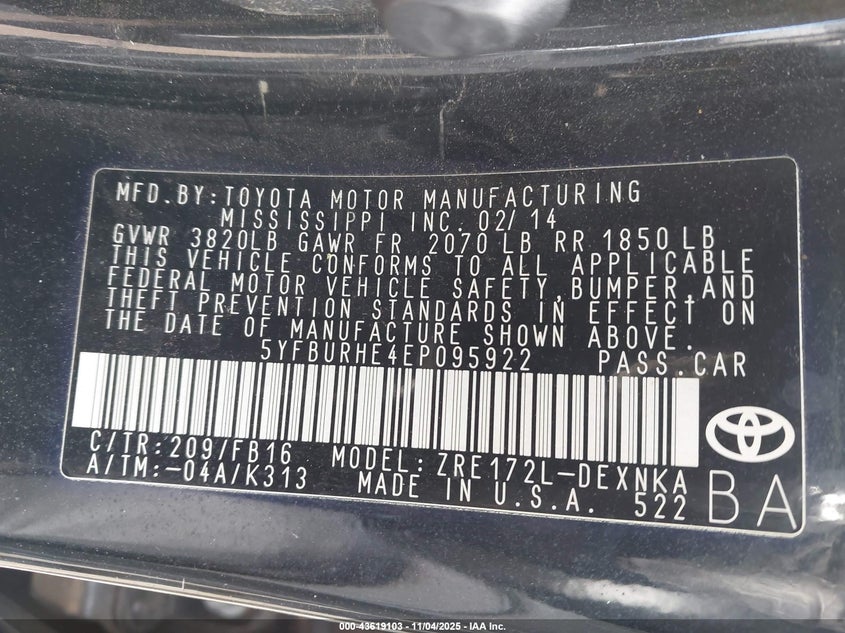 MFD.BY:TOYOTA MOTOR MANUFACTURING
MISSISSIPPI INC. 02/14
GVWR 3820LB GAWR FR 2070 LB RR 1850 LB
THIS VEHICLE CONFORMS TO ALL APPLICABLE
FEDERAL MOTOR VEHICLE SAFETY,BUMPER,AND
THEFT PREVENTION STANDARDS IN EFFECT ON
THE DATE OF MANUFACTURE SHOWN ABOVE.
5YFBURHE4EP095922 PASS.CAR
C/TR:209/FB16 MODEL:ZRE172L-DEXNKA
A/TM:-04A/K313 MADE IN U.S.A. 522
BA
000-43619103 - 11/04/2025 - IAA Inc.